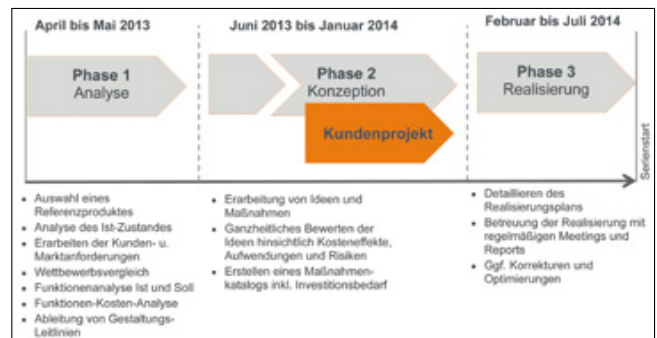 April bis Mai 2013
Juni 2013 bis Januar 2014
Februar bis Juli 2014
Phase 1
Analyse
Phase 2
Konzeption
Kundenprojekt
Phase 3
Realisierung
Serienstart
Auswahl eines
Referenzproduktes
Analyse des Ist-Zustandes
Erarbeiten der Kunden- u.
Marktanforderungen
Wettbewerbsvergleich
Funktionenanalyse Ist und Soll
Funktionen-Kosten-Analyse
Ableitung von Gestaltungs-
Leitlinien
Erarbeitung von Ideen und
Maßnahmen
Ganzheitliches Bewerten der
Ideen hinsichtlich Kosteneffekte,
Aufwendungen und Risiken
Erstellen eines Maßnahmen-
katalogs inkl. Investitionsbedarf
Detaillieren des
Realisierungsplans
Betreuung der Realisierung mit
regelmäßigen Meetings und
Reports
Ggf. Korrekturen und
Optimierungen